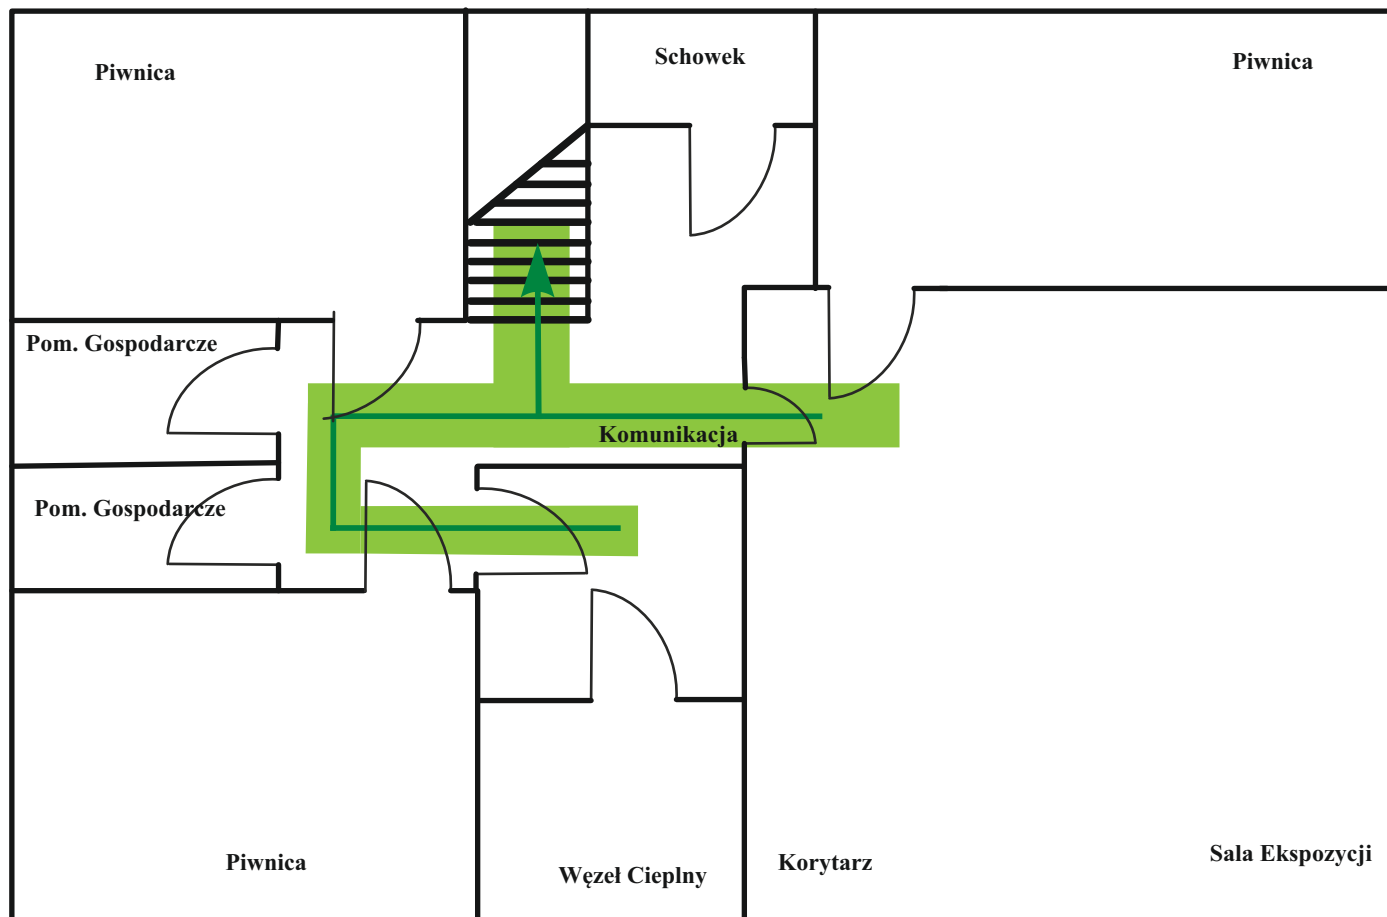 Piwnica
Schowek
Piwnica
Pom. Gospodarcze
Komunikacja
Pom. Gospodarcze
Piwnica
Węzeł Cieplny
Korytarz
Sala Ekspozycji